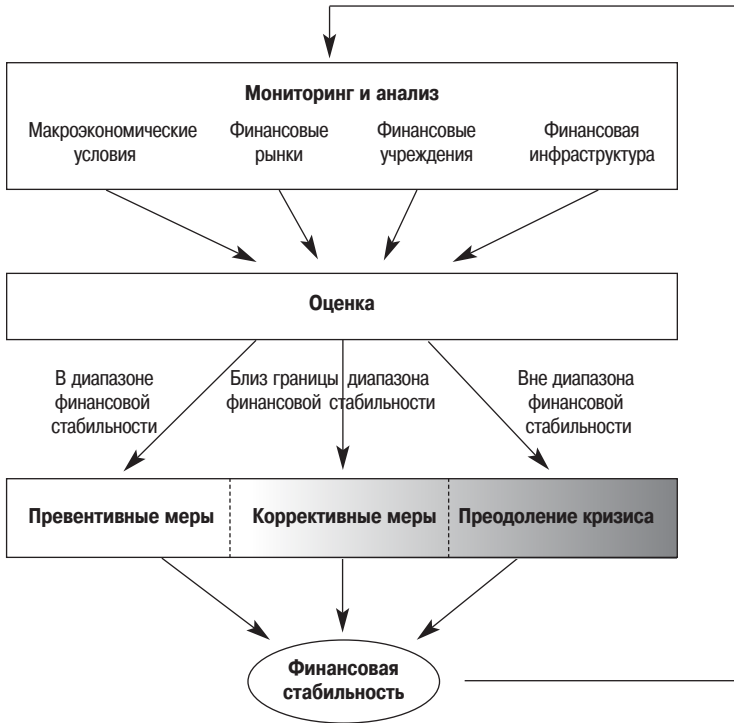 Мониторинг и анализ
Макроэкономические
условия
Финансовые
рынки
Финансовые
учреждения
Финансовая
инфраструктура
Оценка
В диапазоне
финансовой
стабильности
Близ границы диапазона
финансовой стабильности
Вне диапазона
финансовой
стабильности
Превентивные меры
Коррективные меры
Преодоление кризиса
Финансовая
стабильность